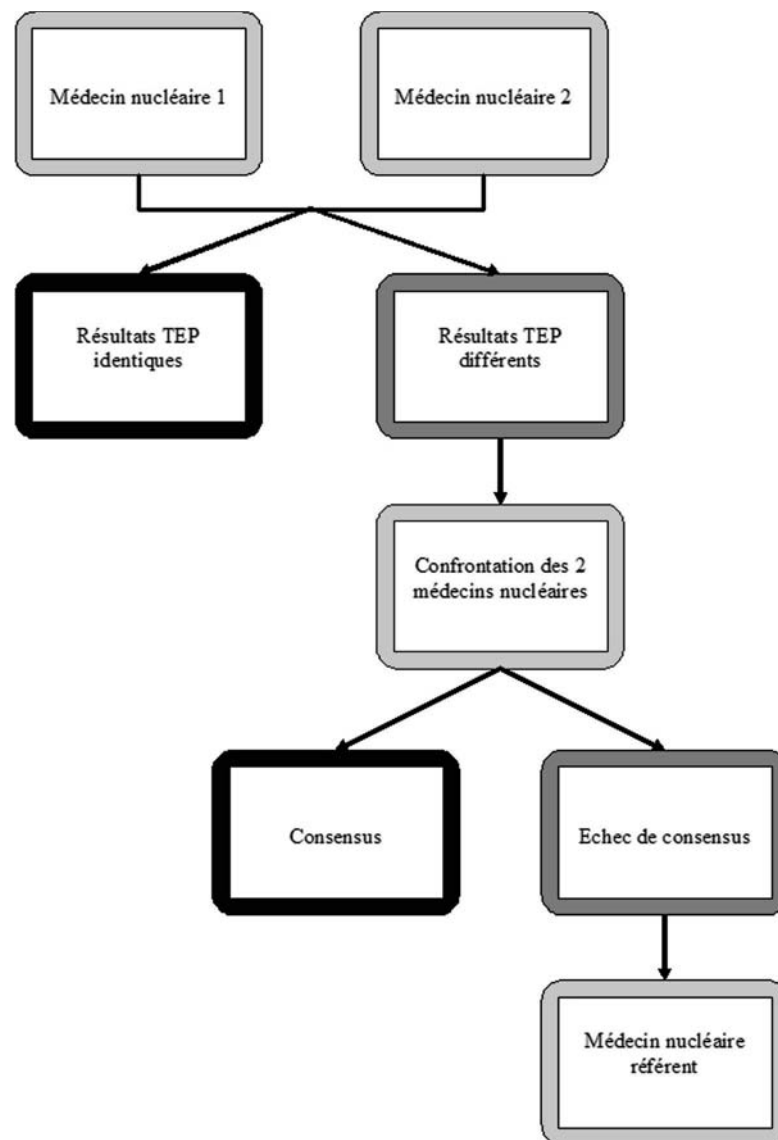 Médecin nucléaire 1
Médecin nucléaire 2
Résultats TEP
identiques
Résultats TEP
différents
Confrontation des 2
médecins nucléaires
Consensus
Echec de consensus
Médecin nucléaire
référent